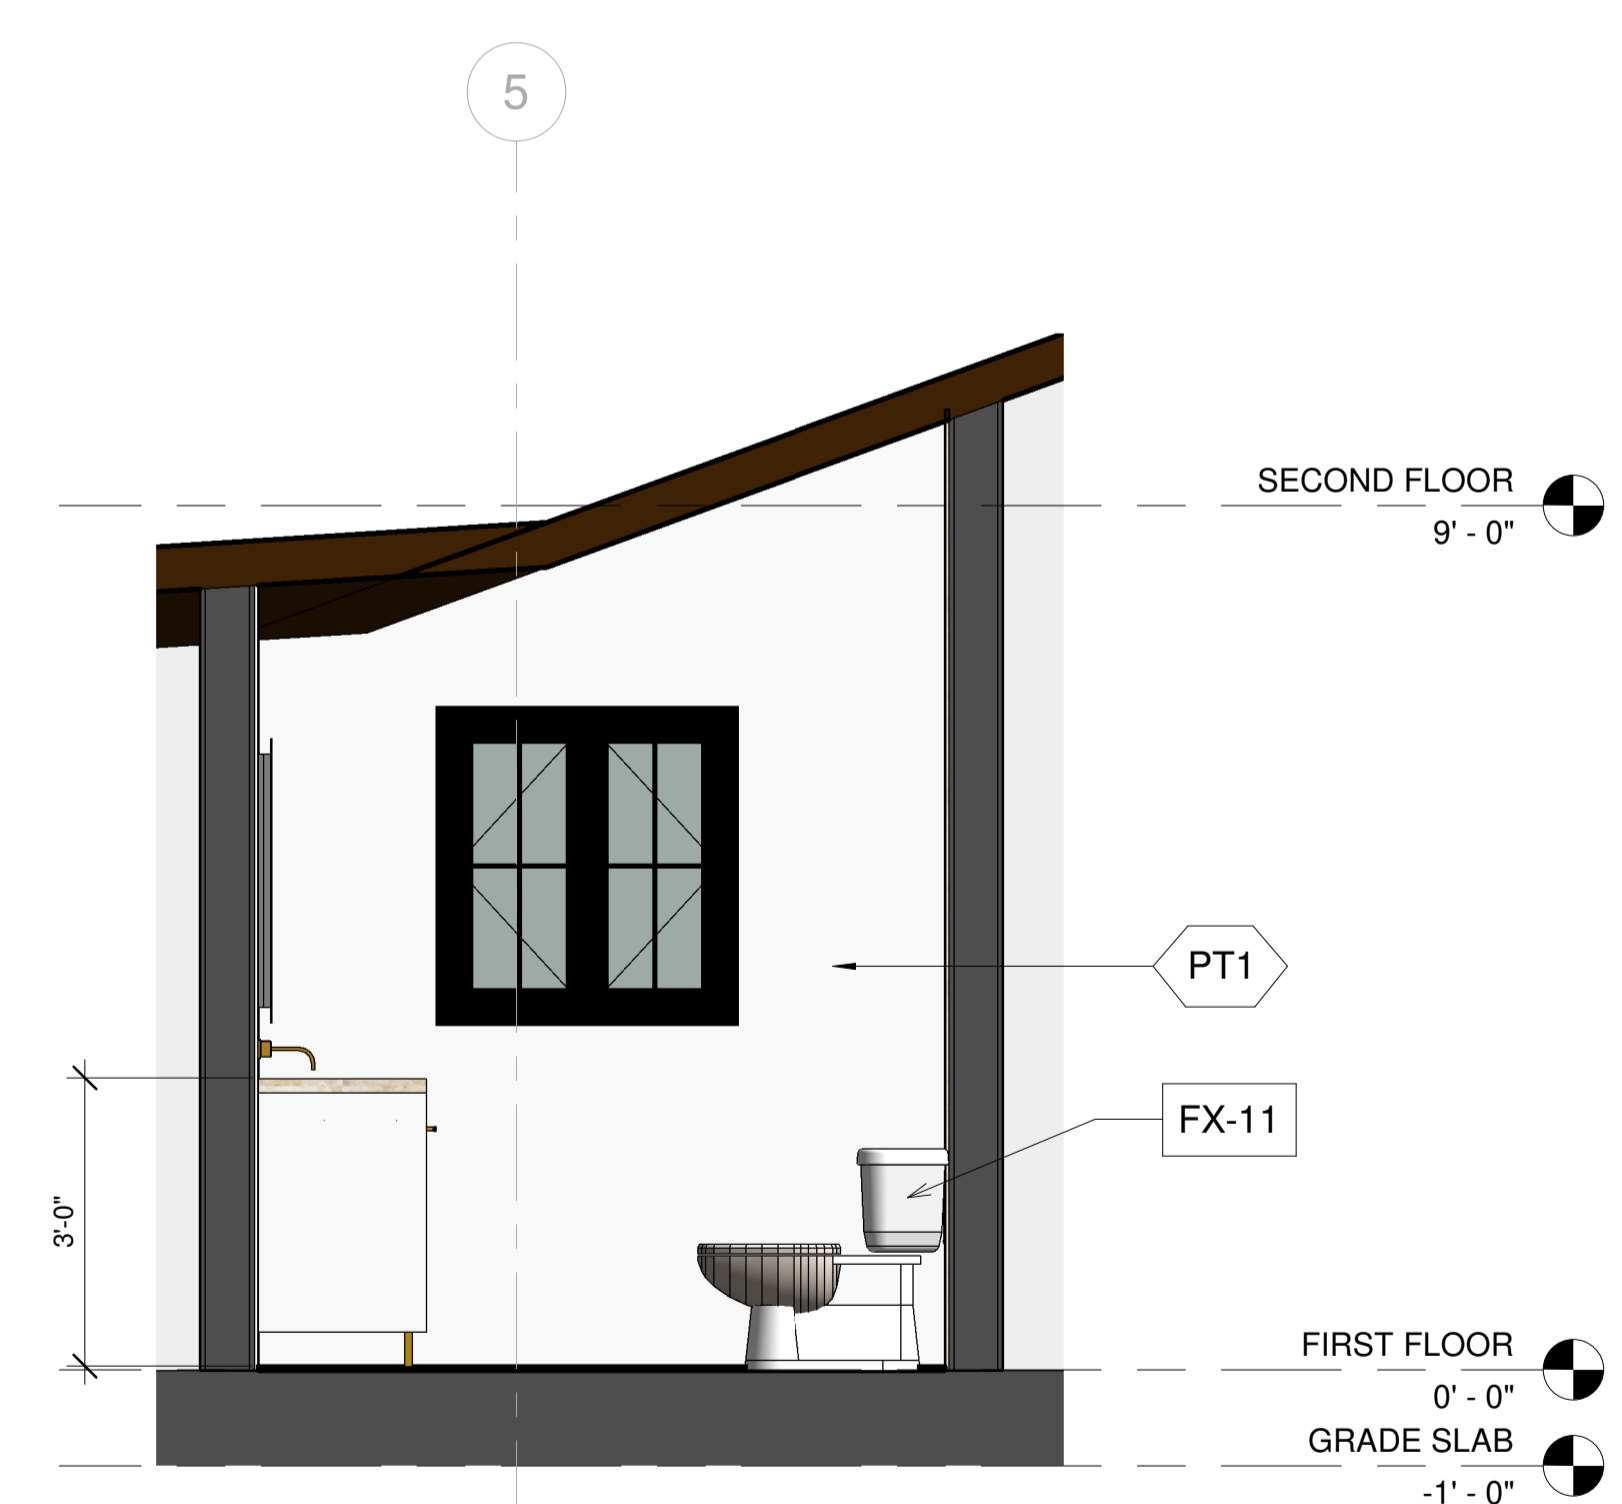 5
SECOND FLOOR
9' - 0"
PT1
FX-11
3'-0"
FIRST FLOOR
0' - 0"
GRADE SLAB
-1' - 0"